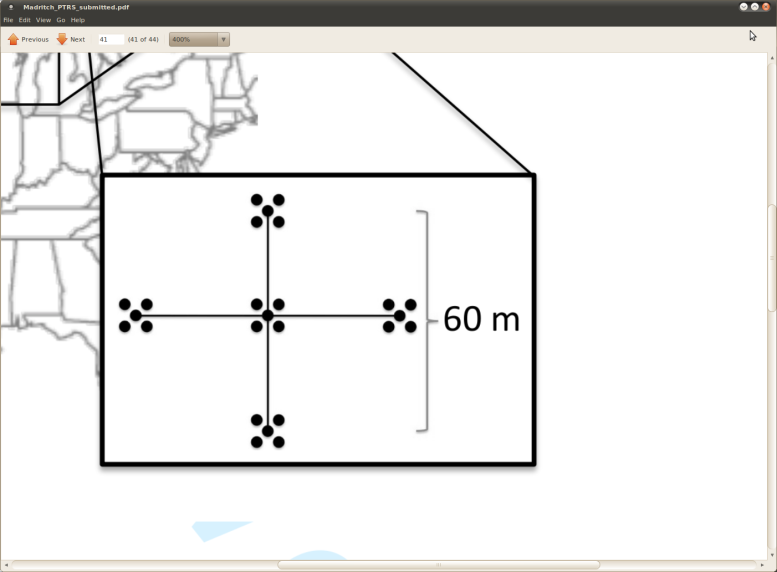 Madritch_PTRS_submitted.pdf
File Edit View Go Help
Previous Next 41 (41 of 44) 400%
60 m